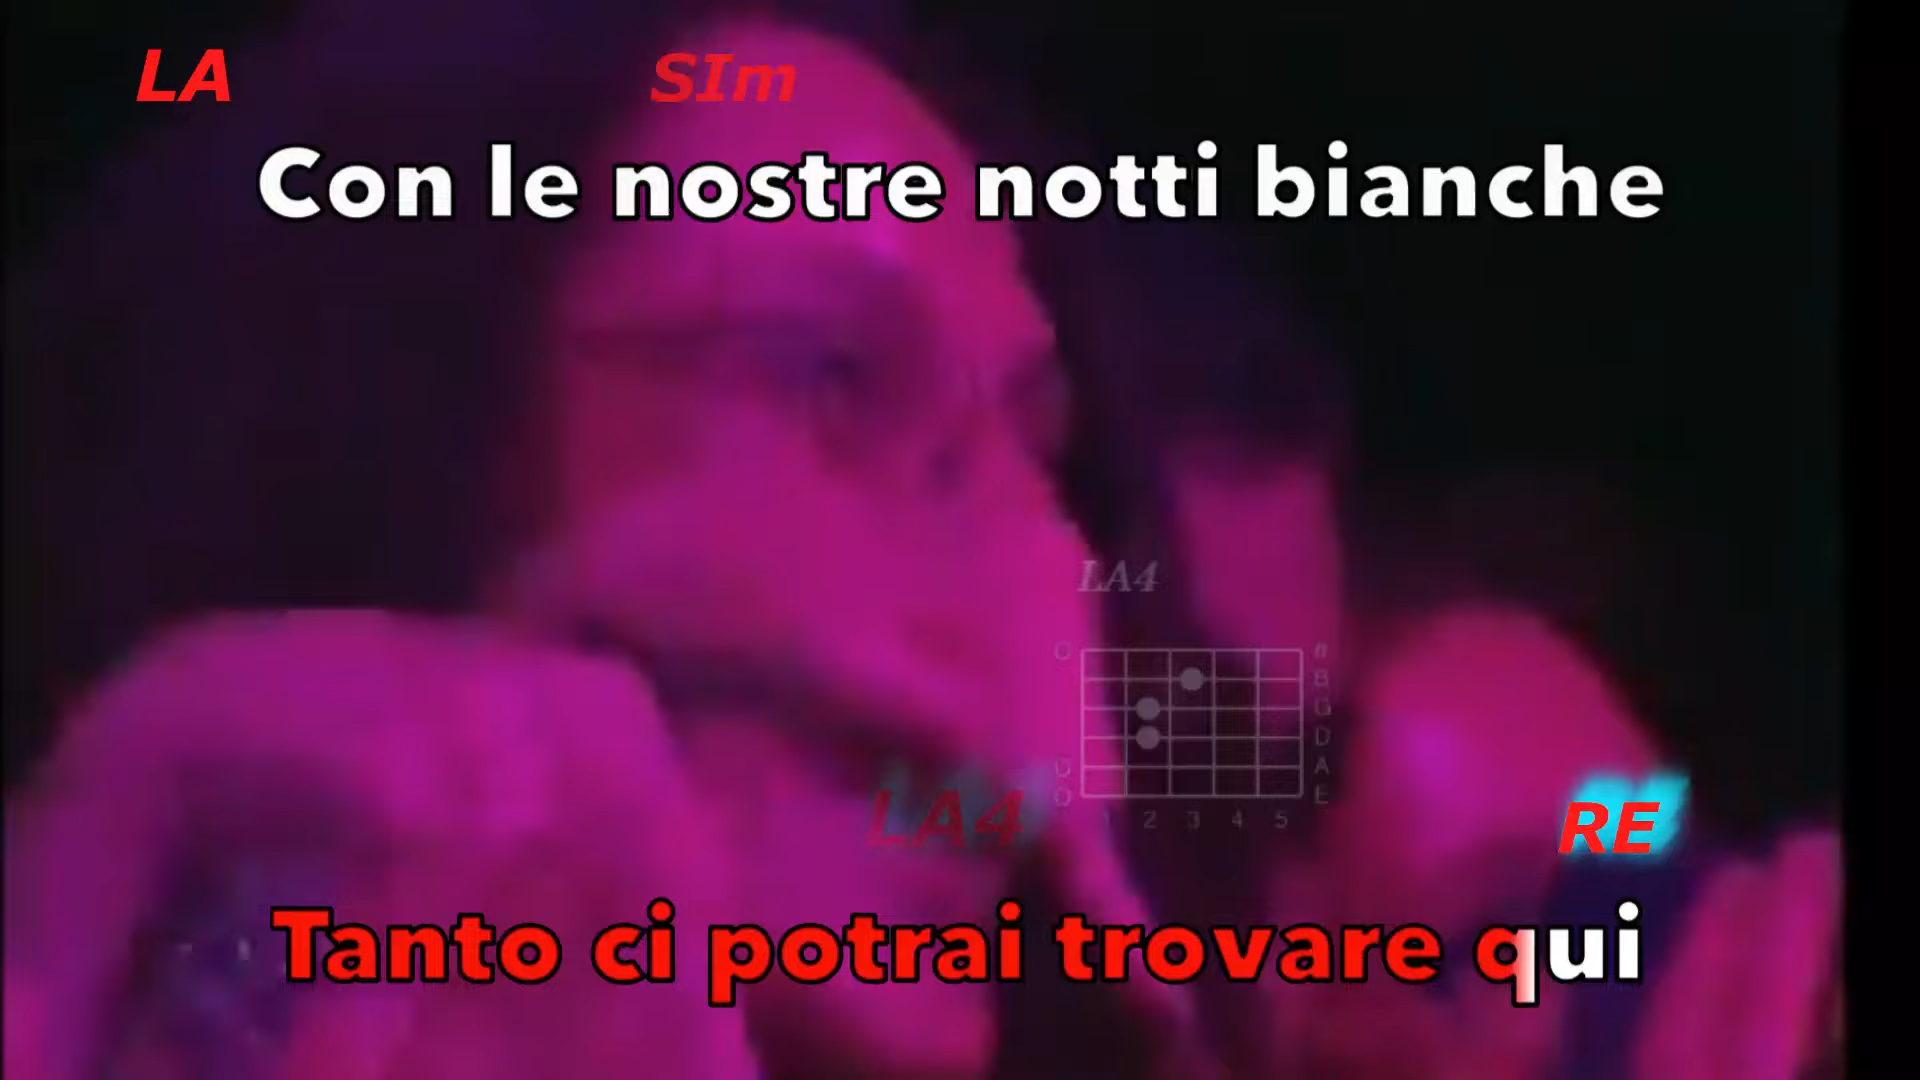 LA SIm
Con le nostre notti bianche
LA4
O
B
G
D
O A
O E
1 2 3 4 5
LA4 RE
Tanto ci potrai trovare qui